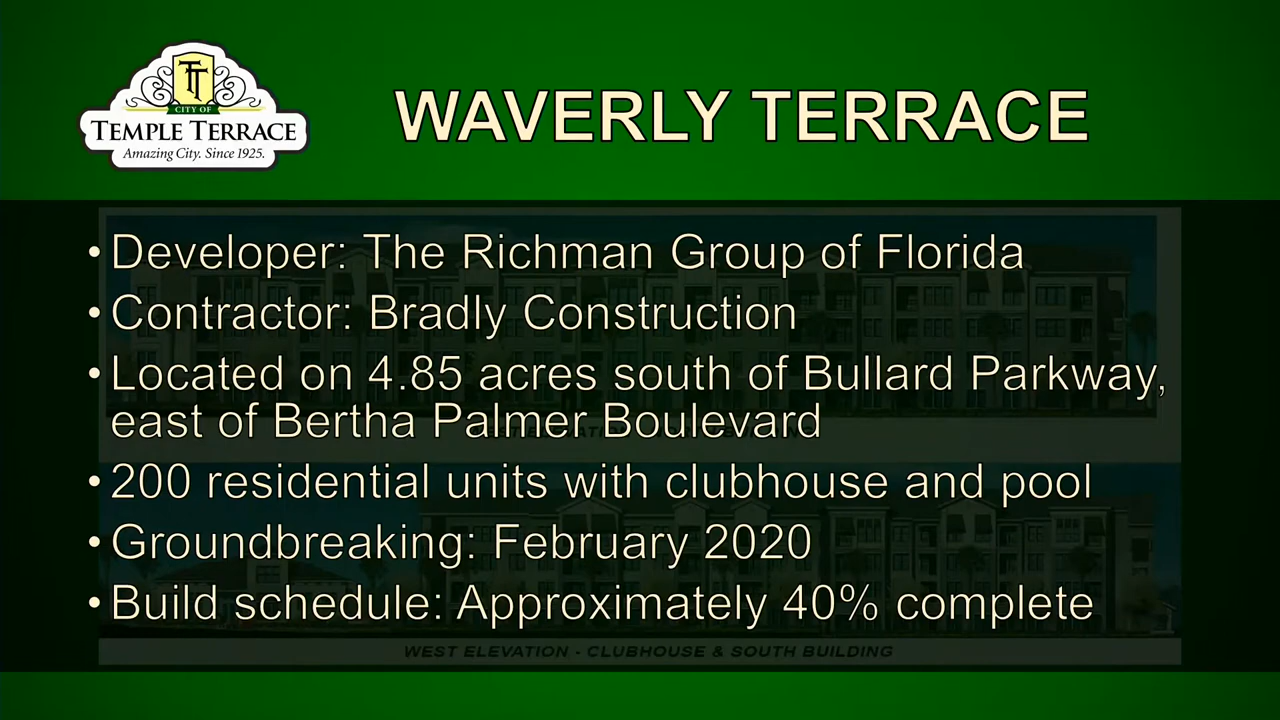 TT
CITY OF
TEMPLE TERRACE
Amazing City. Since 1925.
WAVERLY TERRACE
• Developer: The Richman Group of Florida
• Contractor: Bradly Construction
• Located on 4.85 acres south of Bullard Parkway,
east of Bertha Palmer Boulevard
• 200 residential units with clubhouse and pool
• Groundbreaking: February 2020
• Build schedule: Approximately 40% complete
WEST ELEVATION - CLUBHOUSE & SOUTH BUILDING